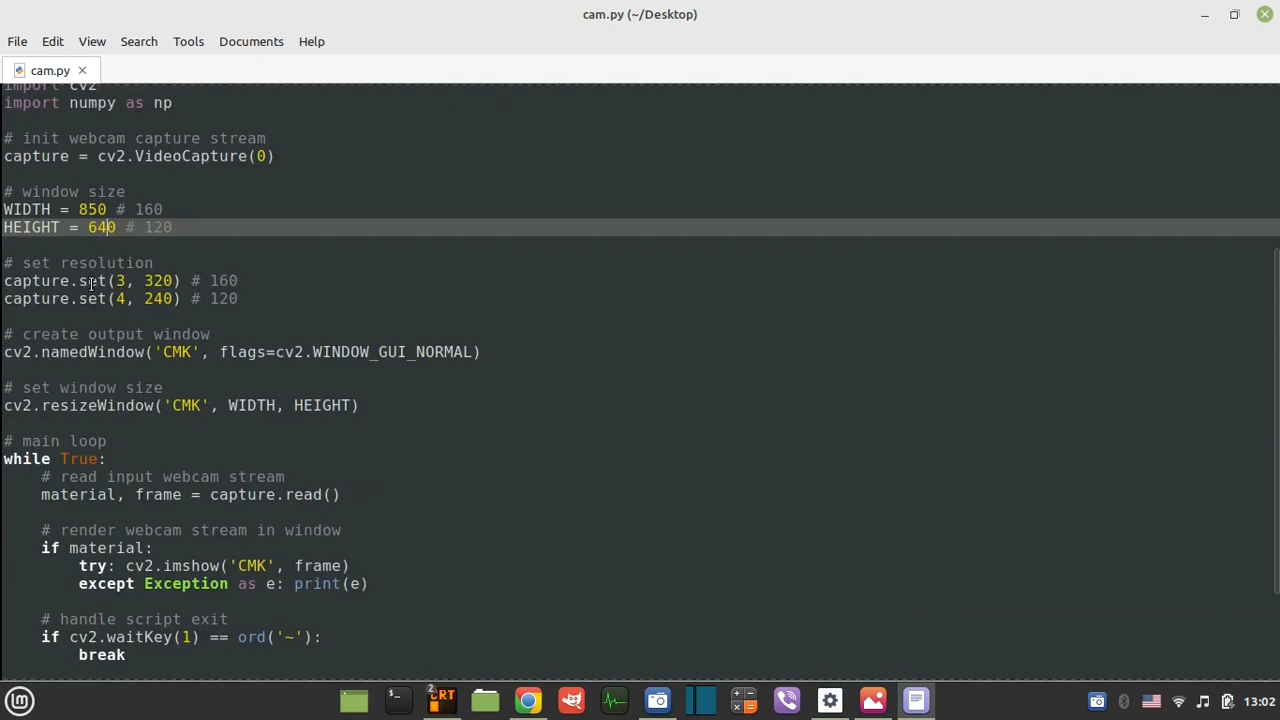 cam.py (~/Desktop)
File Edit View Search Tools Documents Help
cam.py
import cv2
import numpy as np
# init webcam capture stream
capture = cv2.VideoCapture(0)
# window size
WIDTH = 850 # 160
HEIGHT = 640 # 120
# set resolution
capture.set(3, 320) # 160
capture.set(4, 240) # 120
# create output window
cv2.namedWindow('CMK', flags=cv2.WINDOW_GUI_NORMAL)
# set window size
cv2.resizeWindow('CMK', WIDTH, HEIGHT)
# main loop
while True:
    # read input webcam stream
    material, frame = capture.read()
    # render webcam stream in window
    if material:
        try: cv2.imshow('CMK', frame)
        except Exception as e: print(e)
    # handle script exit
    if cv2.waitKey(1) == ord('~'):
        break
2
CRT
13:02